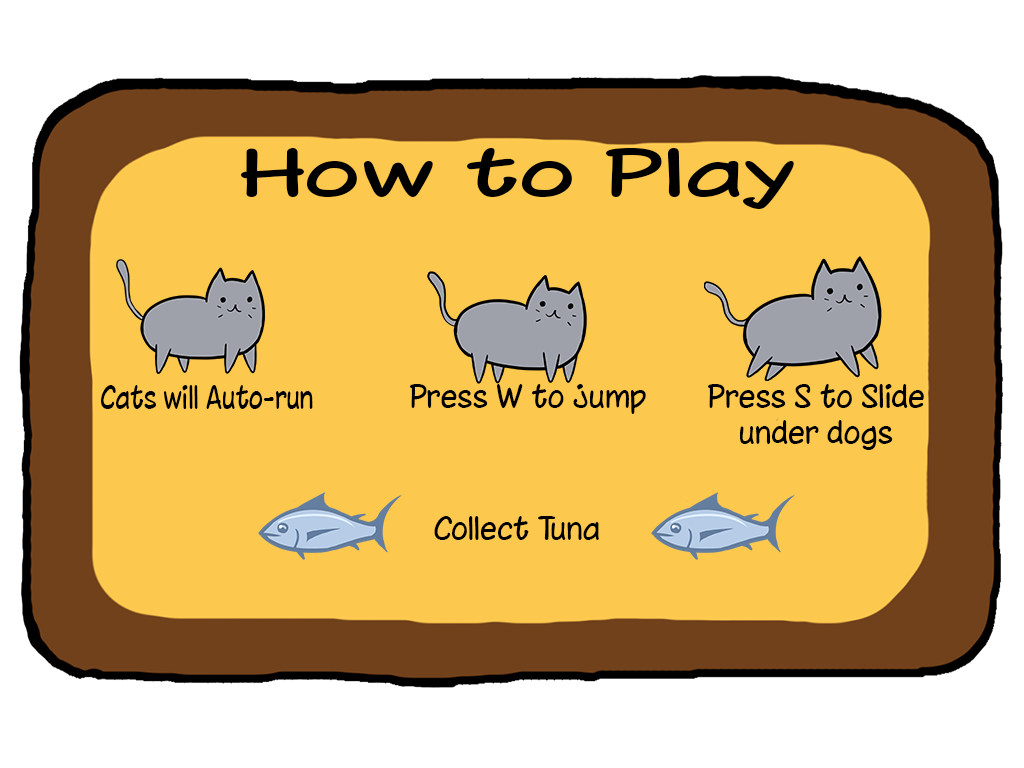 How to Play
Cats will Auto-run
Press W to Jump
Press S to Slide
under dogs
Collect Tuna